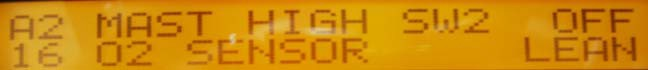 A2 MAST HIGH SW2 OFF
16 O2 SENSOR LEAN